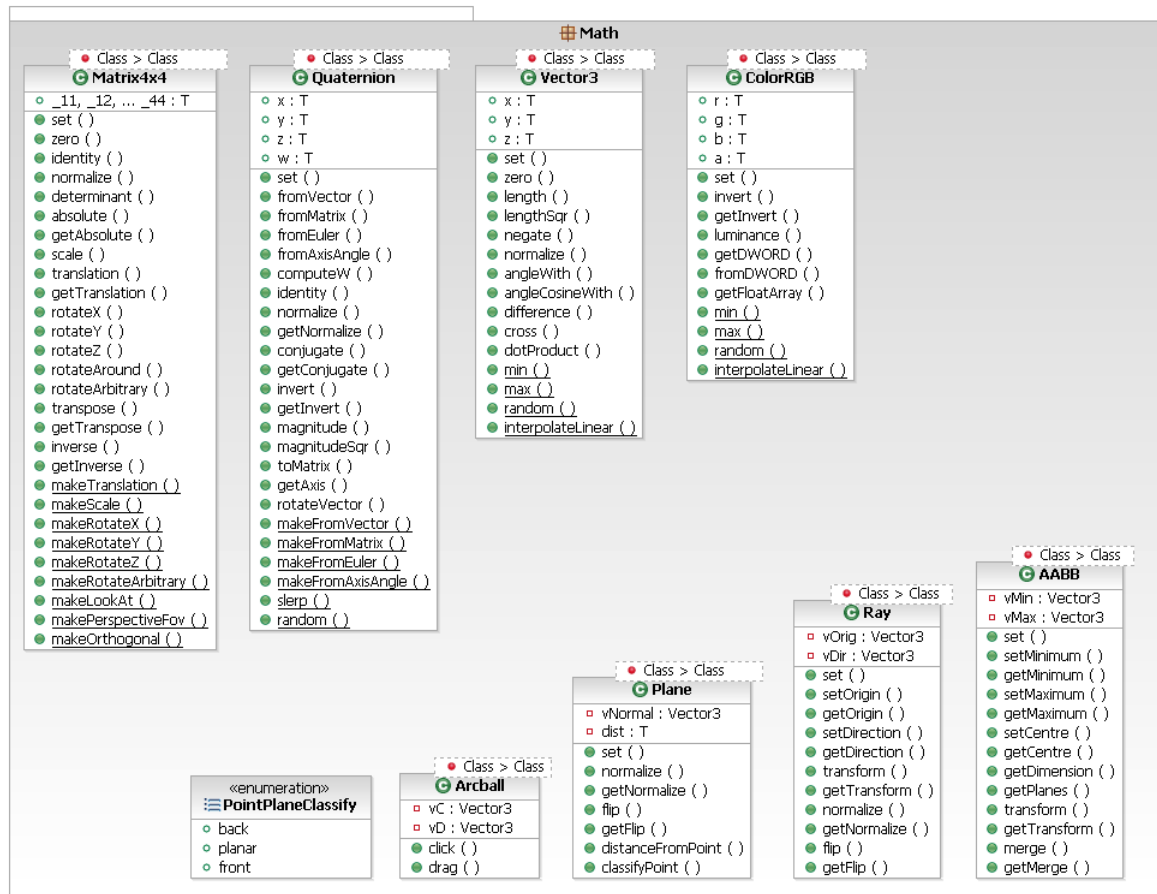 Math
Class > Class
Matrix4x4
_11, _12, ... _44 : T
set ( )
zero ( )
identity ( )
normalize ( )
determinant ( )
absolute ( )
getAbsolute ( )
scale ( )
translation ( )
getTranslation ( )
rotateX ( )
rotateY ( )
rotateZ ( )
rotateAround ( )
rotateArbitrary ( )
transpose ( )
getTranspose ( )
inverse ( )
getInverse ( )
makeTranslation ( )
makeScale ( )
makeRotateX ( )
makeRotateY ( )
makeRotateZ ( )
makeRotateArbitrary ( )
makeLookAt ( )
makePerspectiveFov ( )
makeOrthogonal ( )
Class > Class
Quaternion
x : T
y : T
z : T
w : T
set ( )
fromVector ( )
fromMatrix ( )
fromEuler ( )
fromAxisAngle ( )
computeW ( )
identity ( )
normalize ( )
getNormalize ( )
conjugate ( )
getConjugate ( )
invert ( )
getInvert ( )
magnitude ( )
magnitudeSqr ( )
toMatrix ( )
getAxis ( )
rotateVector ( )
makeFromVector ( )
makeFromMatrix ( )
makeFromEuler ( )
makeFromAxisAngle ( )
slerp ( )
random ( )
Class > Class
Vector3
x : T
y : T
z : T
set ( )
zero ( )
length ( )
lengthSqr ( )
negate ( )
normalize ( )
angleWith ( )
angleCosineWith ( )
difference ( )
cross ( )
dotProduct ( )
min ( )
max ( )
random ( )
interpolateLinear ( )
Class > Class
ColorRGB
r : T
g : T
b : T
a : T
set ( )
invert ( )
getInvert ( )
luminance ( )
getDWORD ( )
fromDWORD ( )
getFloatArray ( )
min ( )
max ( )
random ( )
interpolateLinear ( )
«enumeration»
PointPlaneClassify
back
planar
front
Class > Class
Arcball
vC : Vector3
vD : Vector3
click ( )
drag ( )
Class > Class
Plane
vNormal : Vector3
dist : T
set ( )
normalize ( )
getNormalize ( )
flip ( )
getFlip ( )
distanceFromPoint ( )
classifyPoint ( )
Class > Class
Ray
vOrig : Vector3
vDir : Vector3
set ( )
setOrigin ( )
getOrigin ( )
setDirection ( )
getDirection ( )
transform ( )
getTransform ( )
normalize ( )
getNormalize ( )
flip ( )
getFlip ( )
Class > Class
AABB
vMin : Vector3
vMax : Vector3
set ( )
setMinimum ( )
getMinimum ( )
setMaximum ( )
getMaximum ( )
setCentre ( )
getCentre ( )
getDimension ( )
getPlanes ( )
transform ( )
getTransform ( )
merge ( )
getMerge ( )